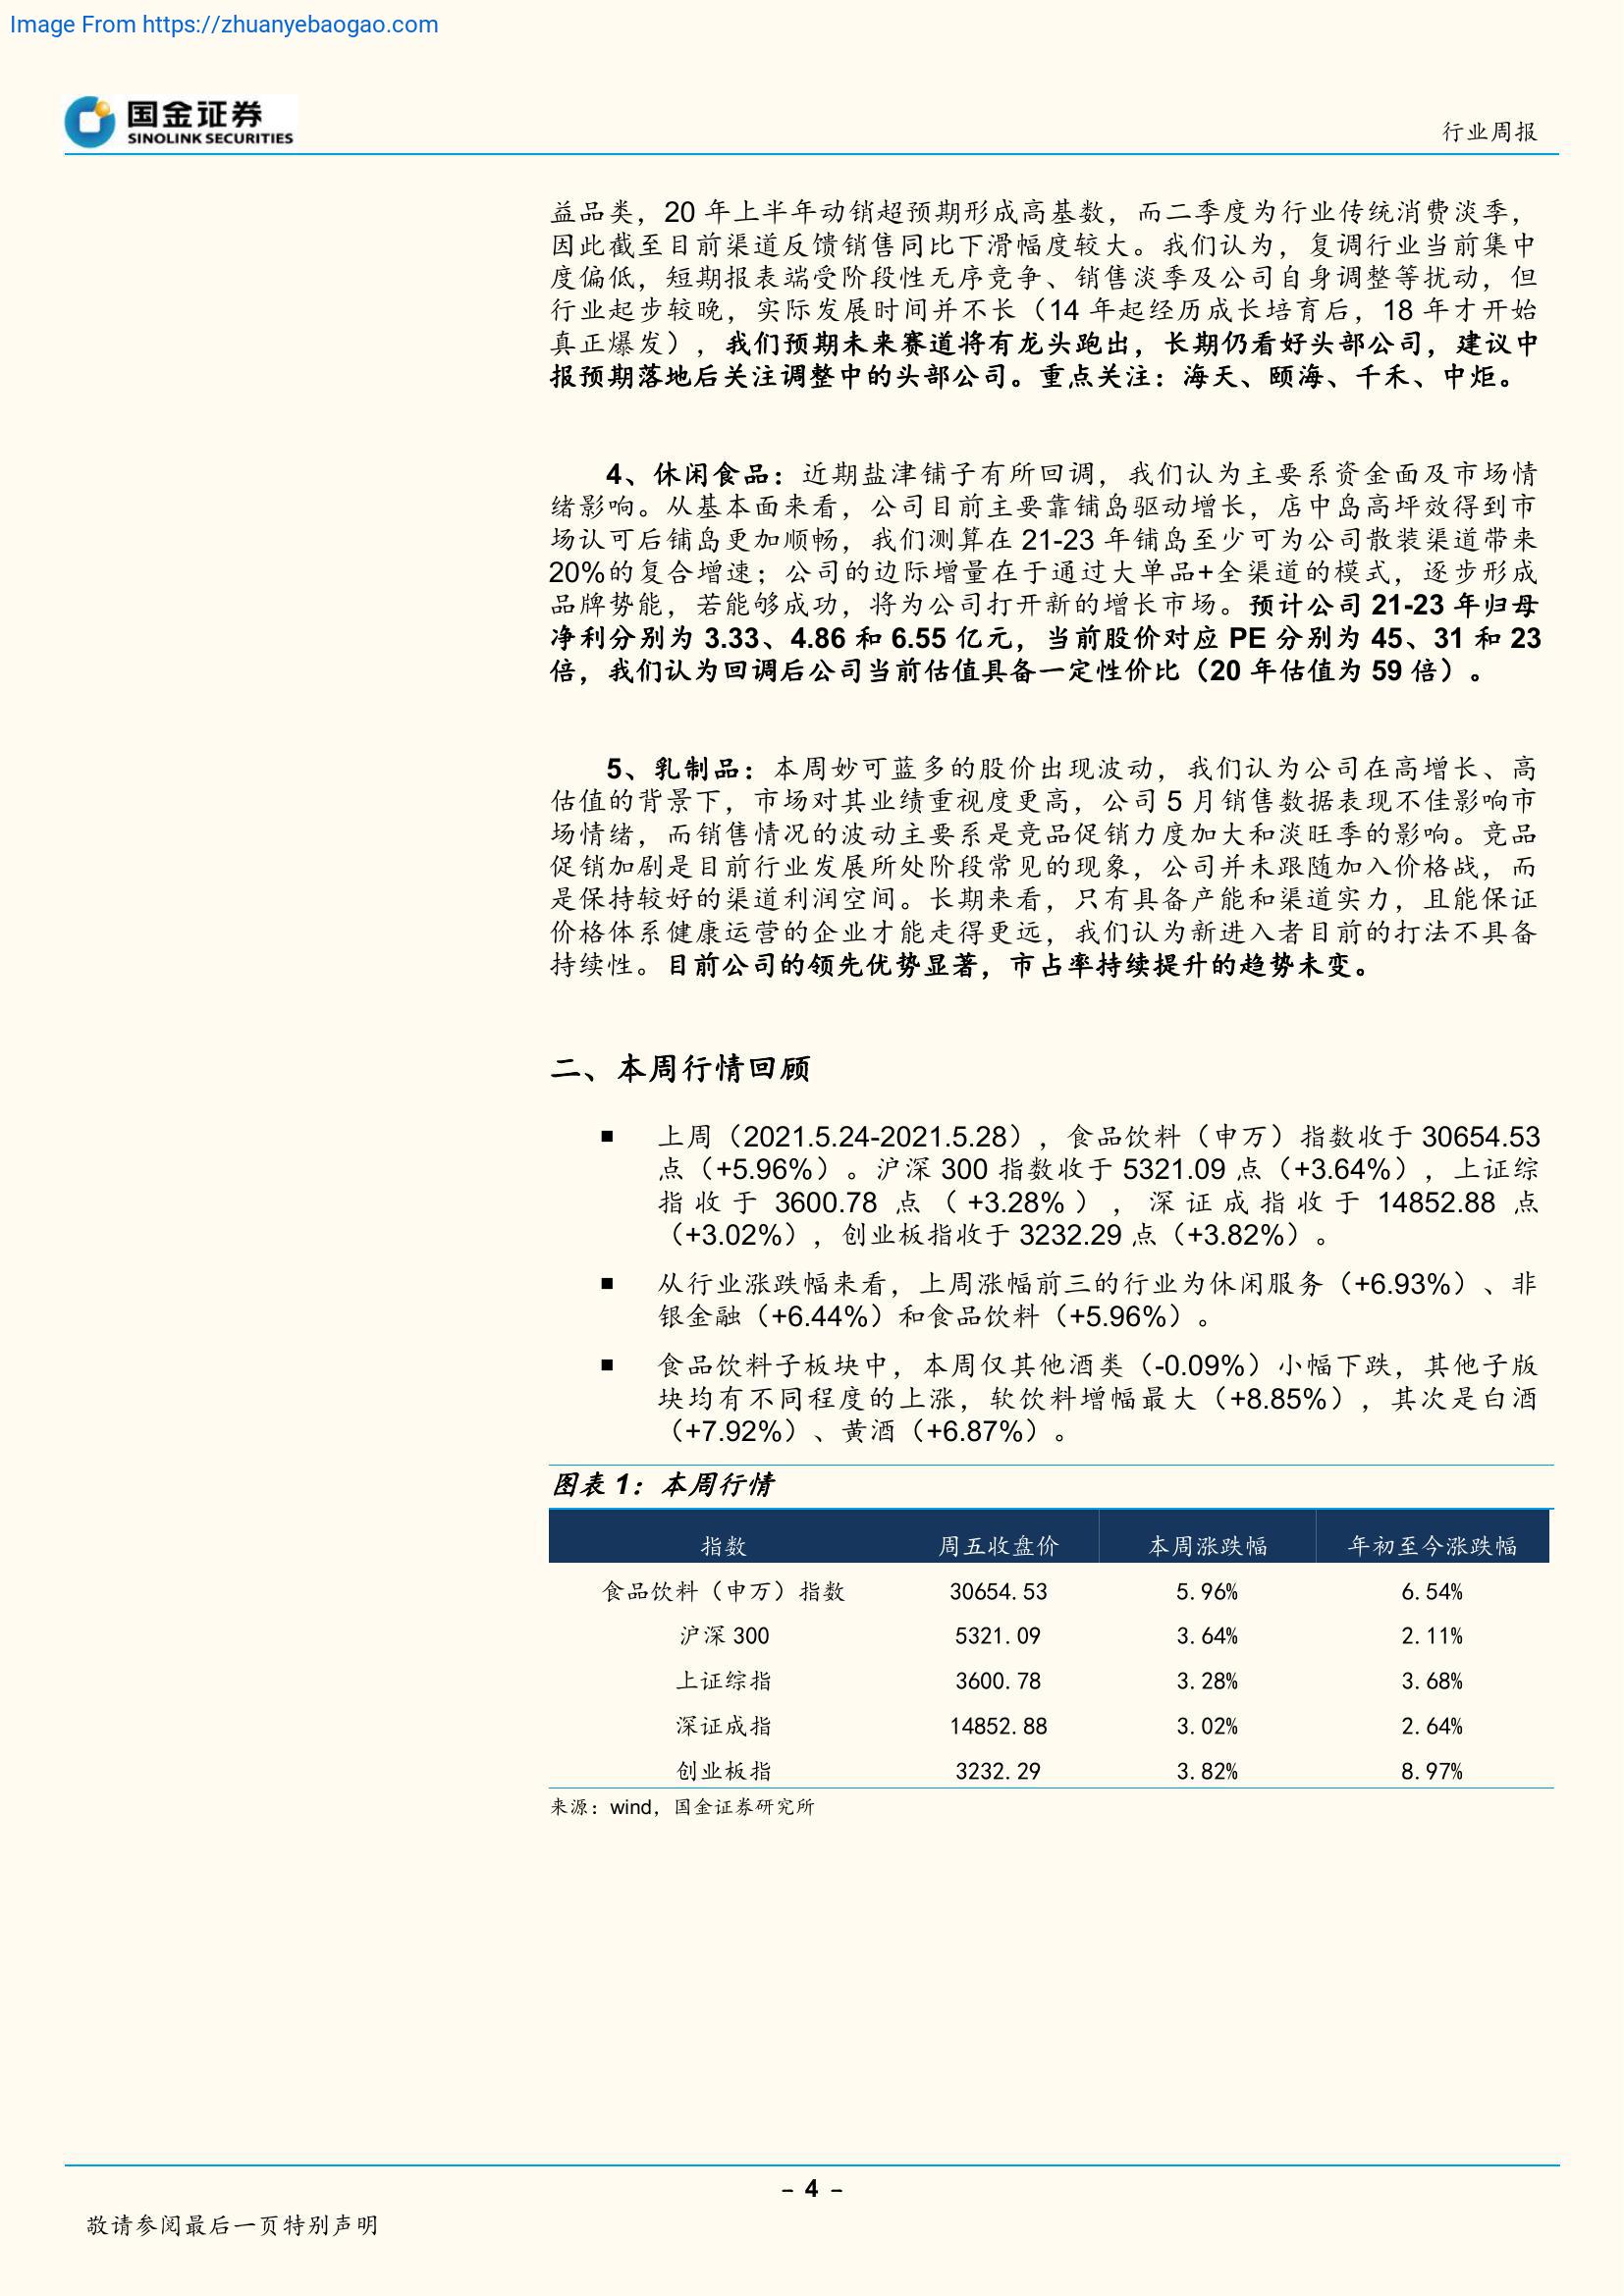 Image From https://zhuanyebaogao.com
国金证券
SINOLINK SECURITIES
行业周报
益品类，20 年上半年动销超预期形成高基数，而二季度为行业传统消费淡季，
因此截至目前渠道反馈销售同比下滑幅度较大。我们认为，复调行业当前集中
度偏低，短期报表端受阶段性无序竞争、销售淡季及公司自身调整等扰动，但
行业起步较晚，实际发展时间并不长（14 年起经历成长培育后，18 年才开始
真正爆发），我们预期未来赛道将有龙头跑出，长期仍看好头部公司，建议中
报预期落地后关注调整中的头部公司。重点关注：海天、颐海、千禾、中炬。
4、休闲食品：近期盐津铺子有所回调，我们认为主要系资金面及市场情
绪影响。从基本面来看，公司目前主要靠铺岛驱动增长，店中岛高坪效得到市
场认可后铺岛更加顺畅，我们测算在 21-23 年铺岛至少可为公司散装渠道带来
20%的复合增速；公司的边际增量在于通过大单品+全渠道的模式，逐步形成
品牌势能，若能够成功，将为公司打开新的增长市场。预计公司 21-23 年归母
净利分别为 3.33、4.86 和 6.55 亿元，当前股价对应 PE 分别为 45、31 和 23
倍，我们认为回调后公司当前估值具备一定性价比（20 年估值为 59 倍）。
5、乳制品：本周妙可蓝多的股价出现波动，我们认为公司在高增长、高
估值的背景下，市场对其业绩重视度更高，公司 5 月销售数据表现不佳影响市
场情绪，而销售情况的波动主要系是竞品促销力度加大和淡旺季的影响。竞品
促销加剧是目前行业发展所处阶段常见的现象，公司并未跟随加入价格战，而
是保持较好的渠道利润空间。长期来看，只有具备产能和渠道实力，且能保证
价格体系健康运营的企业才能走得更远，我们认为新进入者目前的打法不具备
持续性。目前公司的领先优势显著，市占率持续提升的趋势未变。
二、本周行情回顾
■ 上周（2021.5.24-2021.5.28），食品饮料（申万）指数收于 30654.53
点（+5.96%）。沪深 300 指数收于 5321.09 点（+3.64%），上证综
指收于 3600.78 点（+3.28%），深证成指收于 14852.88 点
（+3.02%），创业板指收于 3232.29 点（+3.82%）。
■ 从行业涨跌幅来看，上周涨幅前三的行业为休闲服务（+6.93%）、非
银金融（+6.44%）和食品饮料（+5.96%）。
■ 食品饮料子板块中，本周仅其他酒类（-0.09%）小幅下跌，其他子版
块均有不同程度的上涨，软饮料增幅最大（+8.85%），其次是白酒
（+7.92%）、黄酒（+6.87%）。
图表 1：本周行情
指数 周五收盘价 本周涨跌幅 年初至今涨跌幅
食品饮料（申万）指数 30654.53 5.96% 6.54%
沪深 300 5321.09 3.64% 2.11%
上证综指 3600.78 3.28% 3.68%
深证成指 14852.88 3.02% 2.64%
创业板指 3232.29 3.82% 8.97%
来源：wind，国金证券研究所
- 4 -
敬请参阅最后一页特别声明